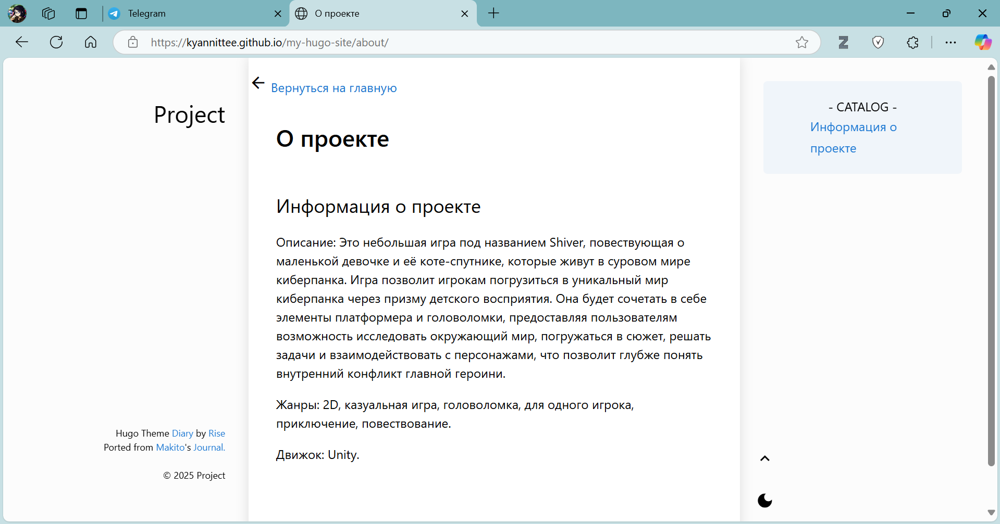 Telegram
О проекте
https://kyannittee.github.io/my-hugo-site/about/
Project
Вернуться на главную
О проекте
Информация о проекте
Описание: Это небольшая игра под названием Shiver, повествующая о
маленькой девочке и её коте-спутнике, которые живут в суровом мире
киберпанка. Игра позволит игрокам погрузиться в уникальный мир
киберпанка через призму детского восприятия. Она будет сочетать в себе
элементы платформера и головоломки, предоставляя пользователям
возможность исследовать окружающий мир, погружаться в сюжет, решать
задачи и взаимодействовать с персонажами, что позволит глубже понять
внутренний конфликт главной героини.
Жанры: 2D, казуальная игра, головоломка, для одного игрока,
приключение, повествование.
Движок: Unity.
- CATALOG -
Информация о
проекте
Hugo Theme Diary by Rise
Ported from Makito's Journal.
© 2025 Project